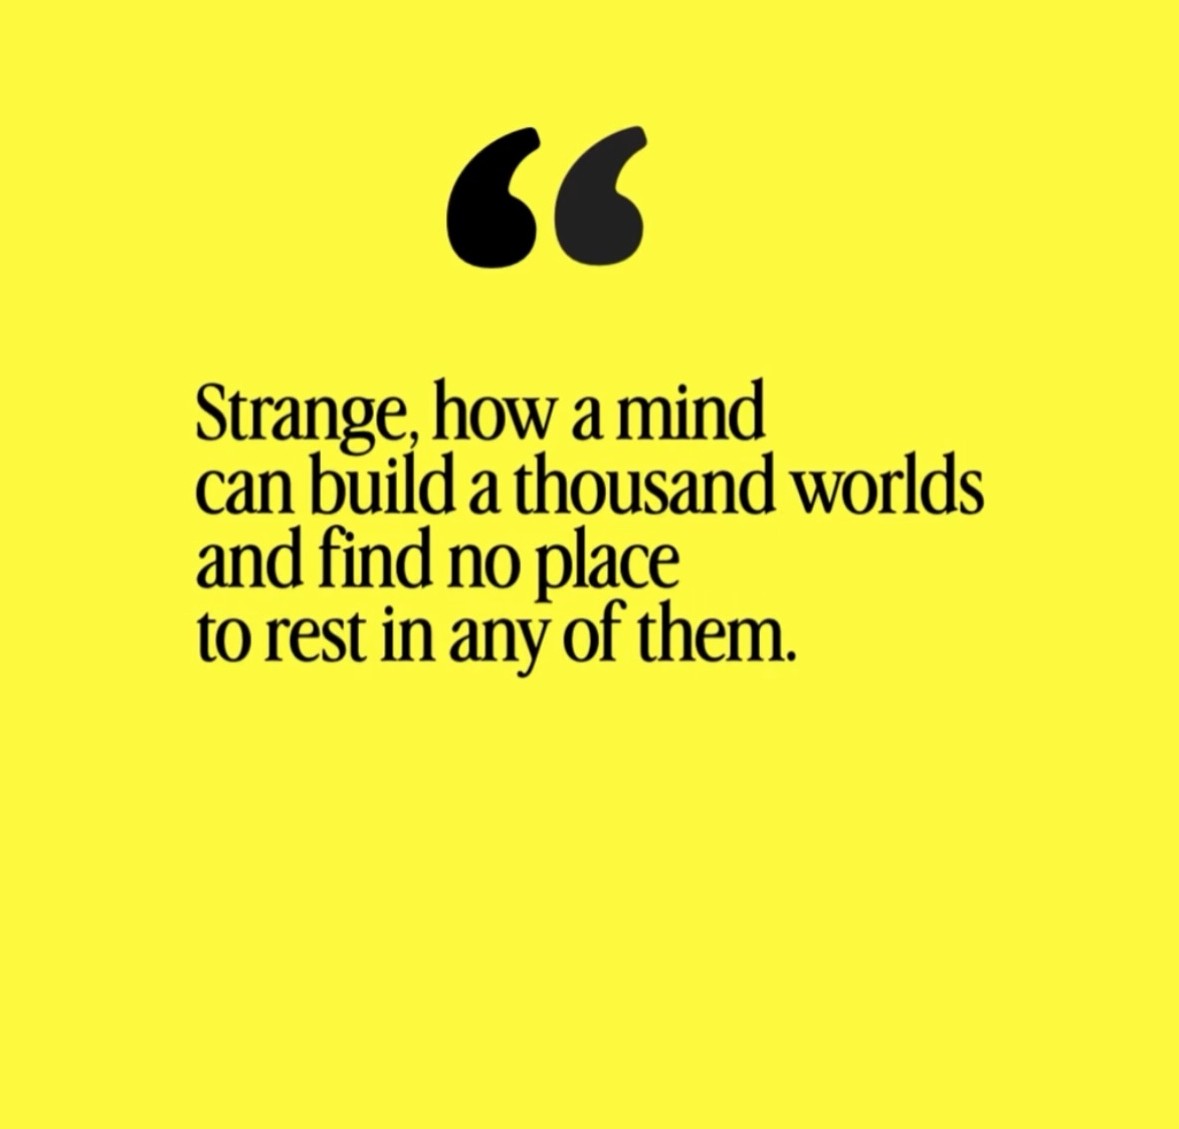 “
Strange, how a mind
can build a thousand worlds
and find no place
to rest in any of them.